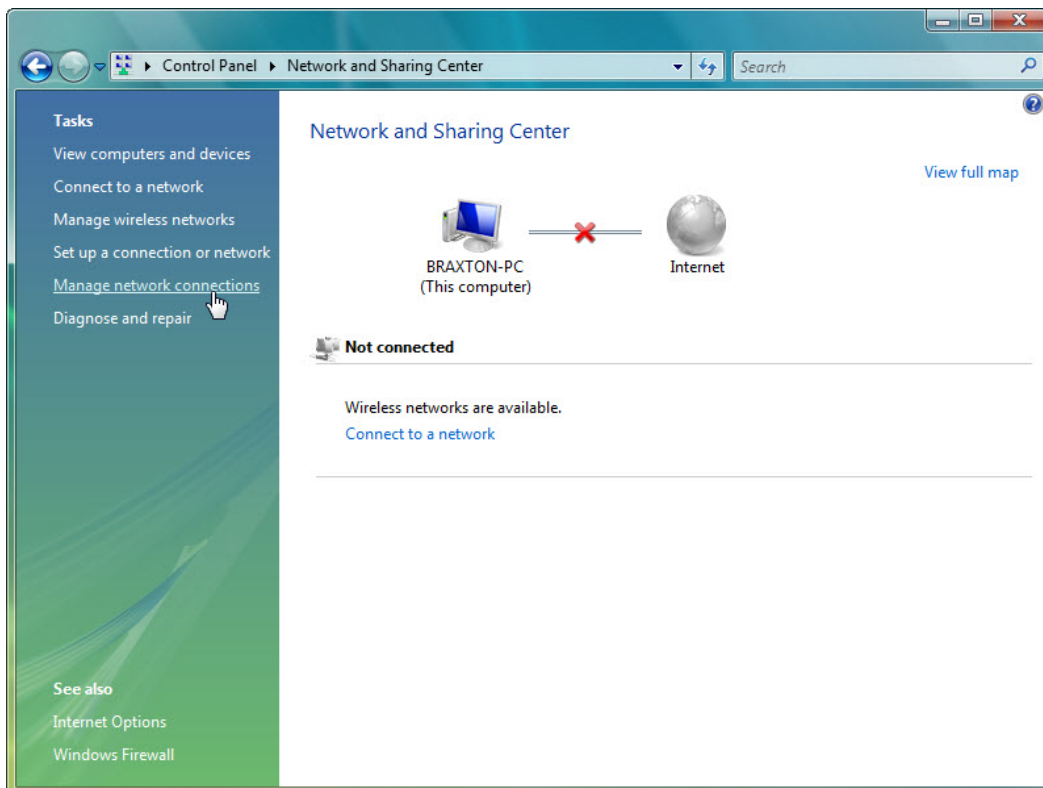 Control Panel Network and Sharing Center
Search
Tasks
View computers and devices
Connect to a network
Manage wireless networks
Set up a connection or network
Manage network connections
Diagnose and repair
See also
Internet Options
Windows Firewall
Network and Sharing Center
View full map
BRAXTON-PC
(This computer)
Internet
Not connected
Wireless networks are available.
Connect to a network